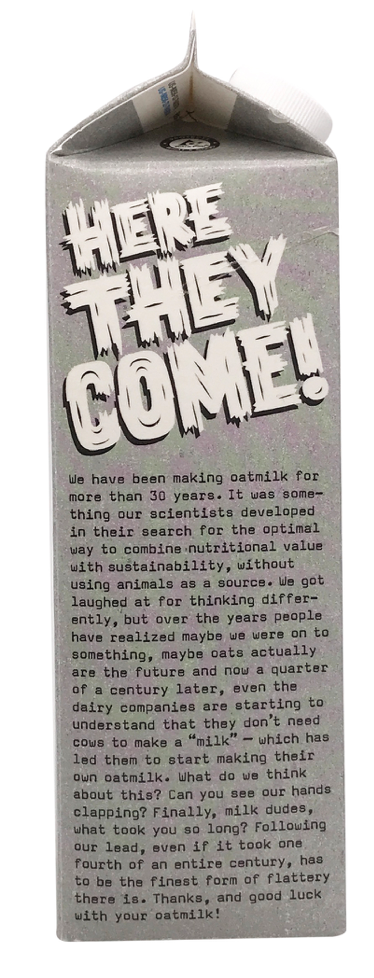 HERE
THEY
COME!
We have been making oatmilk for
more than 30 years. It was some-
thing our scientists developed
in their search for the optimal
way to combine nutritional value
with sustainability, without
using animals as a source. We got
laughed at for thinking differ-
ently, but over the years people
have realized maybe we were on to
something, maybe oats actually
are the future and now a quarter
of a century later, even the
dairy companies are starting to
understand that they don't need
cows to make a “milk” — which has
led them to start making their
own oatmilk. What do we think
about this? Can you see our hands
clapping? Finally, milk dudes,
what took you so long? Following
our lead, even if it took one
fourth of an entire century, has
to be the finest form of flattery
there is. Thanks, and good luck
with your oatmilk!